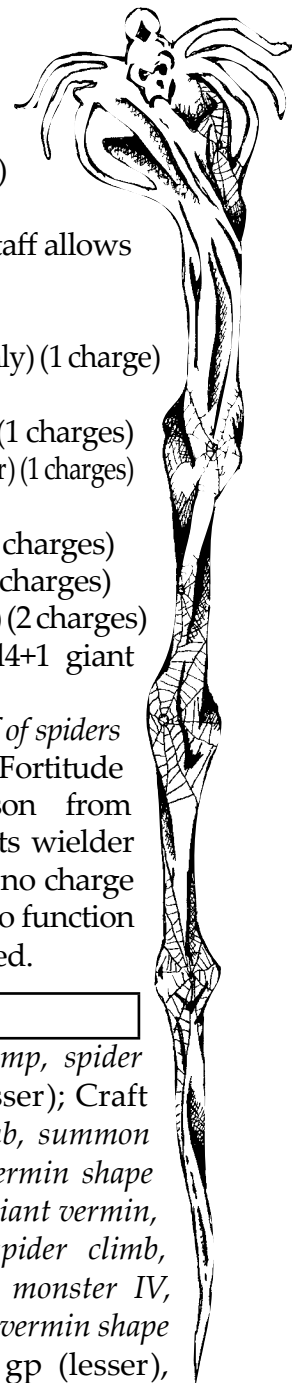 )
taff allows
ly) (1 charge)
(1 charges)
r) (1 charges)
charges)
charges)
) (2 charges)
14+1 giant
f of spiders
Fortitude
son from
ts wielder
no charge
o function
ed.
mp, spider
sser); Craft
b, summon
ermin shape
iant vermin,
pider climb,
monster IV,
vermin shape
gp (lesser),